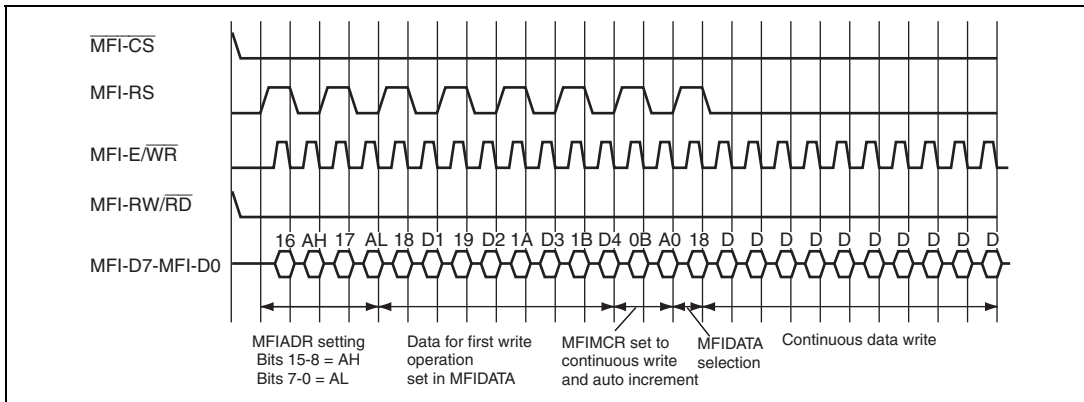 MFI-CS
MFI-RS
MFI-E/WR
MFI-RW/RD
16 AH 17 AL 18 D1 19 D2 1A D3 1B D4 0B A0 18 D D D D D D D D D D
MFI-D7-MFI-D0
MFIADR setting
Bits 15-8 = AH
Bits 7-0 = AL
Data for first write
operation
set in MFIDATA
MFIMCR set to
continuous write
and auto increment
MFIDATA
selection
Continuous data write